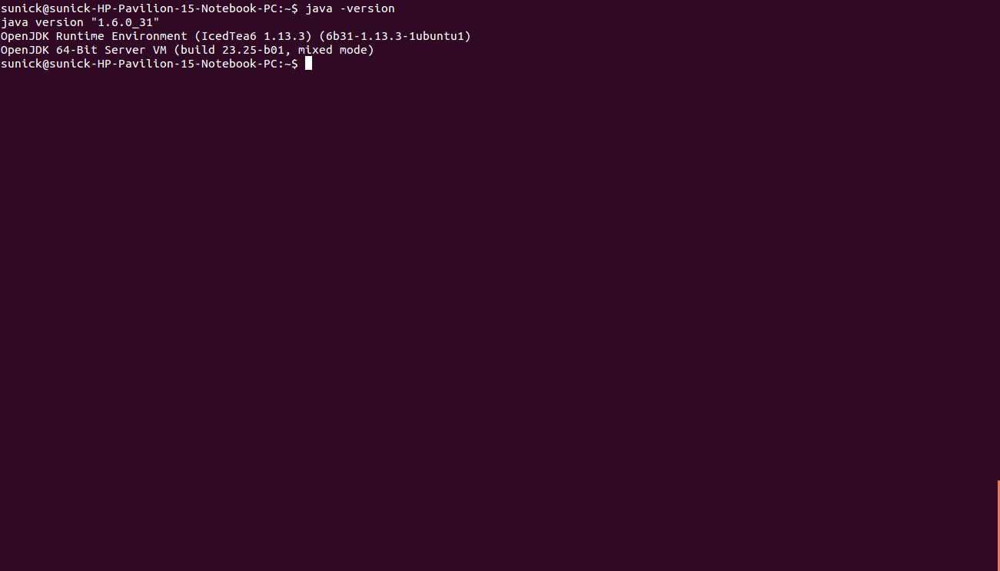 sunick@sunick-HP-Pavilion-15-Notebook-PC:~$ java -version
java version "1.6.0_31"
OpenJDK Runtime Environment (IcedTea6 1.13.3) (6b31-1.13.3-1ubuntu1)
OpenJDK 64-Bit Server VM (build 23.25-b01, mixed mode)
sunick@sunick-HP-Pavilion-15-Notebook-PC:~$